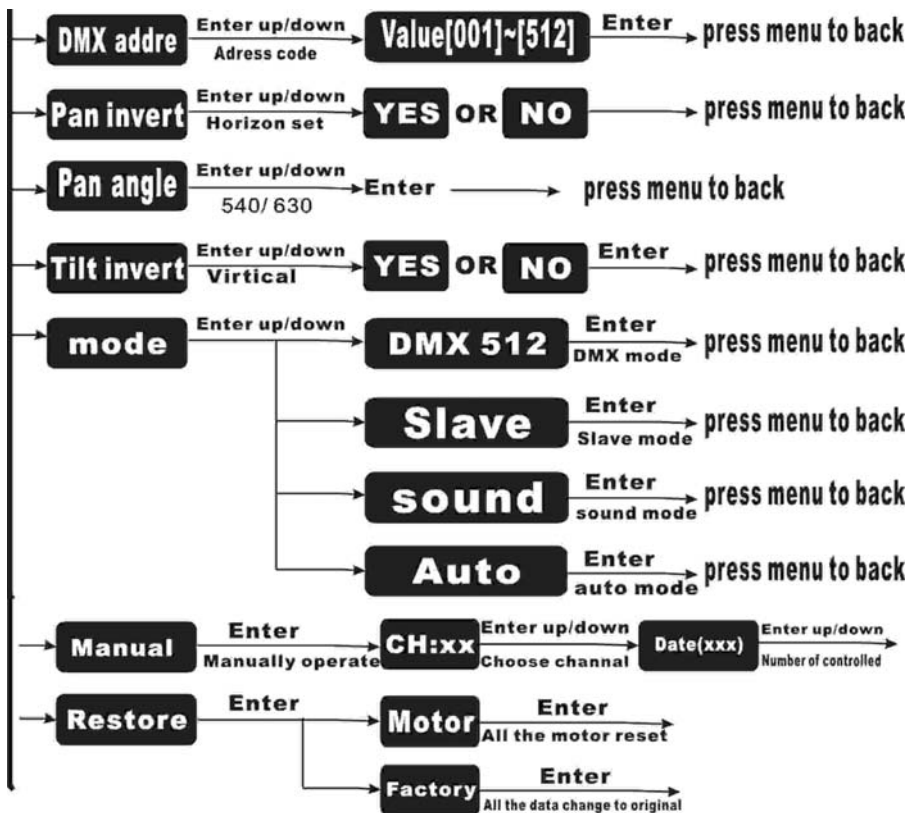 DMX addre Enter up/down Adress code Value[001]~[512] Enter press menu to back
Pan invert Enter up/down Horizon set YES OR NO press menu to back
Pan angle Enter up/down 540/ 630 Enter press menu to back
Tilt invert Enter up/down Virtical YES OR NO Enter press menu to back
mode Enter up/down DMX 512 Enter DMX mode press menu to back
Slave Enter Slave mode press menu to back
sound Enter sound mode press menu to back
Auto Enter auto mode press menu to back
Manual Enter Manually operate CH:xx Enter up/down Choose channal Date(xxx) Enter up/down Number of controlled
Restore Enter Motor Enter All the motor reset
Factory Enter All the data change to original